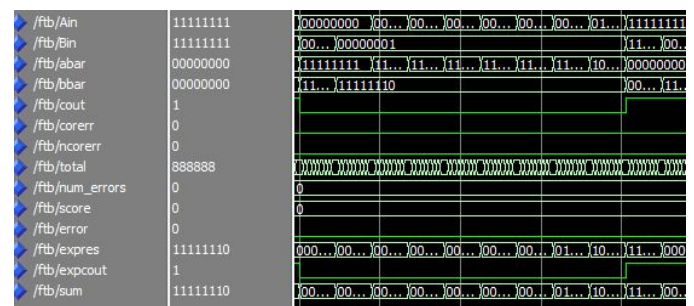 /ftb/Ain 11111111 00000000 00... 00... 00... 00... 00... 01... 11111111
/ftb/Bin 11111111 00... 00000001 11... 00...
/ftb/abar 00000000 11111111 11... 11... 11... 11... 11... 10... 00000000
/ftb/bbar 00000000 11... 11111110 00... 11...
/ftb/cout 1
/ftb/corerr 0
/ftb/ncorerr 0
/ftb/total 888888
/ftb/num_errors 0 0
/ftb/score 0 0
/ftb/error 0
/ftb/expres 11111110 000... 00... 00... 00... 00... 00... 01... 10... 11... 000
/ftb/expcout 1
/ftb/sum 11111110 00... 00... 00... 00... 00... 00... 01... 10... 11... 00...